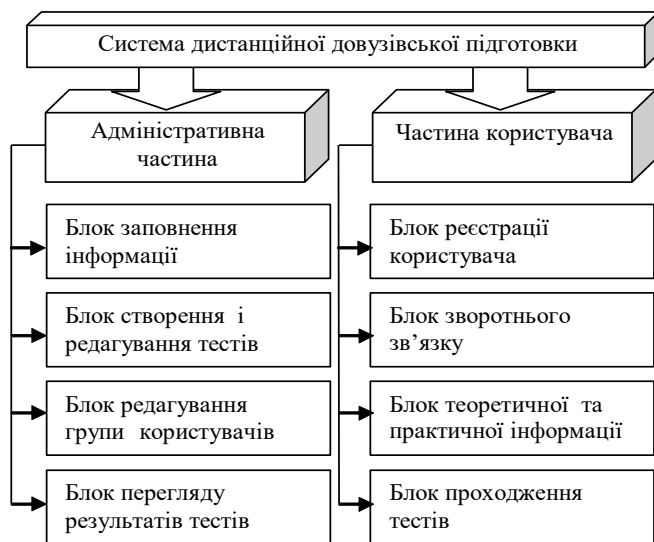 Система дистанційної довузівської підготовки
Адміністративна
частина
Частина користувача
Блок заповнення
інформації
Блок створення і
редагування тестів
Блок редагування
групи користувачів
Блок перегляду
результатів тестів
Блок реєстрації
користувача
Блок зворотнього
зв’язку
Блок теоретичної та
практичної інформації
Блок проходження
тестів